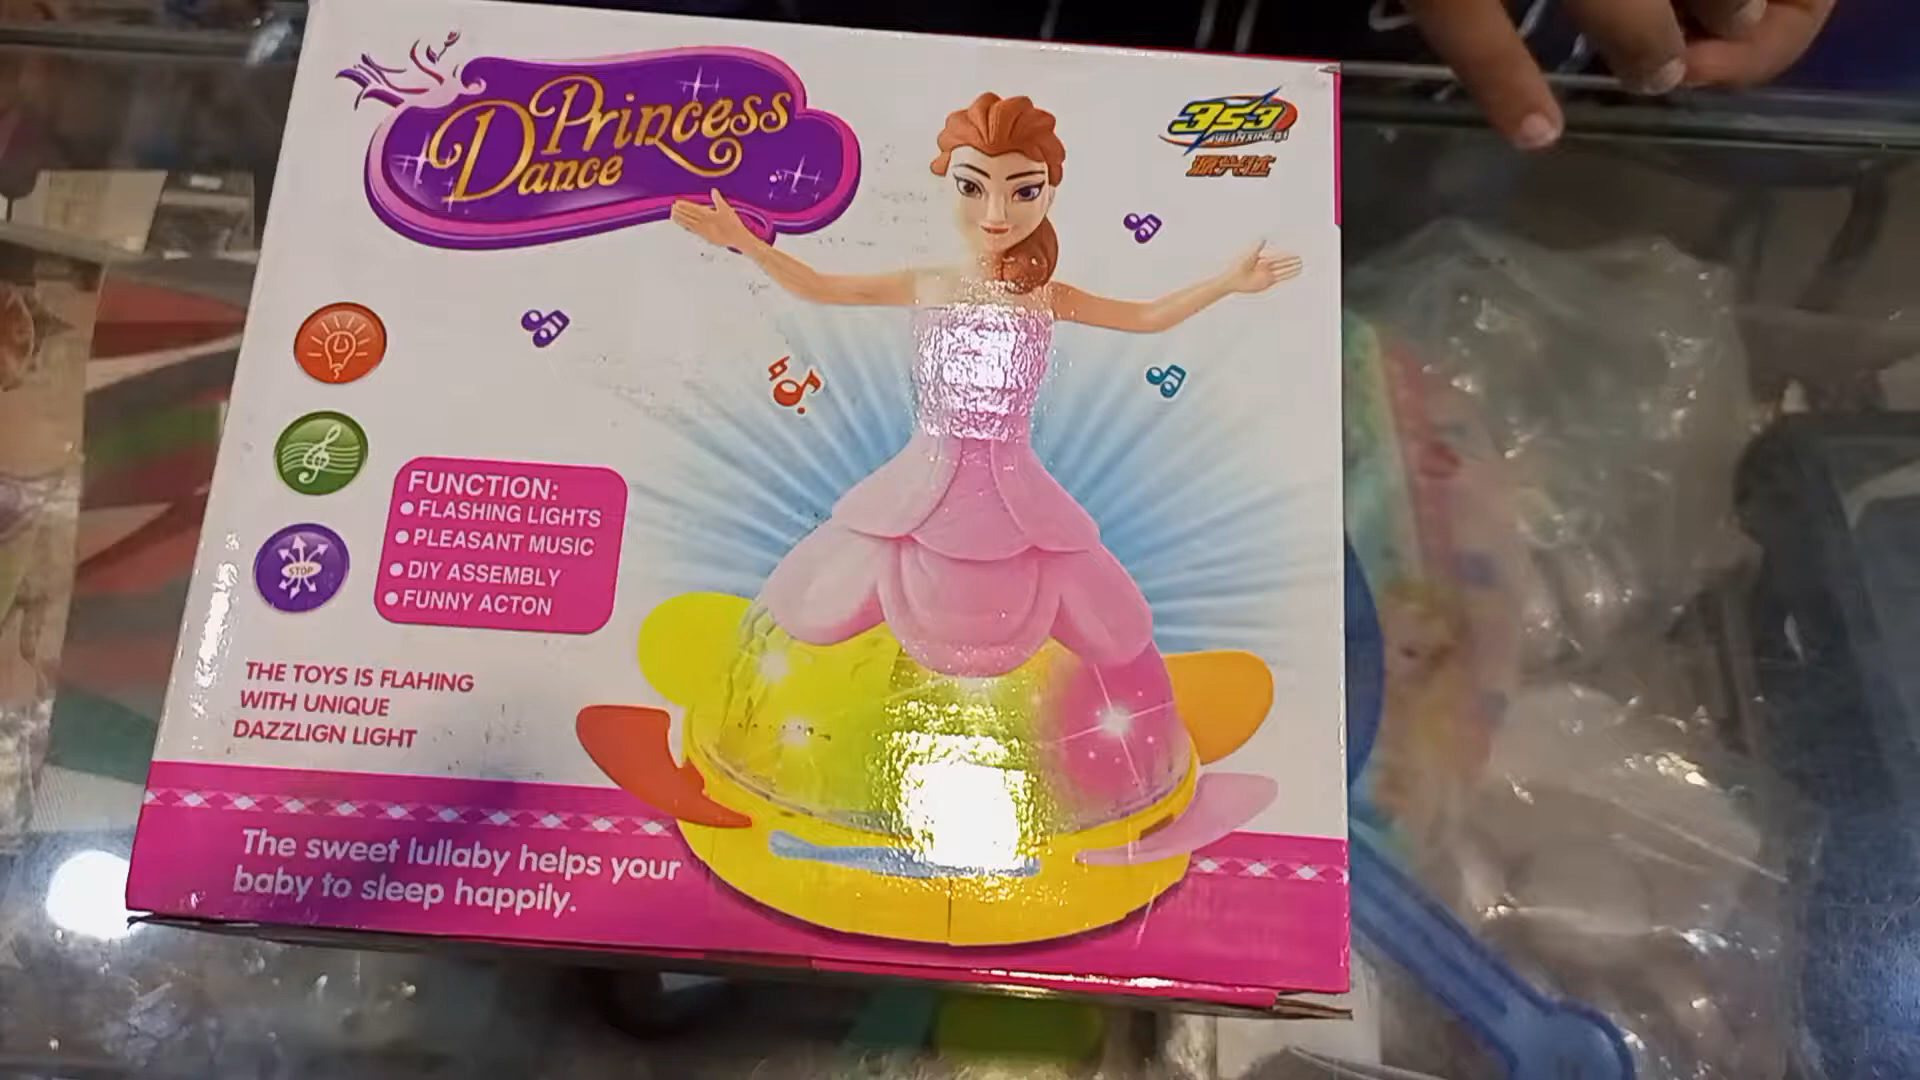 Princess
Dance
353
FUNCTION:
● FLASHING LIGHTS
● PLEASANT MUSIC
● DIY ASSEMBLY
● FUNNY ACTON
STOP
THE TOYS IS FLAHING
WITH UNIQUE
DAZZLIGN LIGHT
The sweet lullaby helps your
baby to sleep happily.